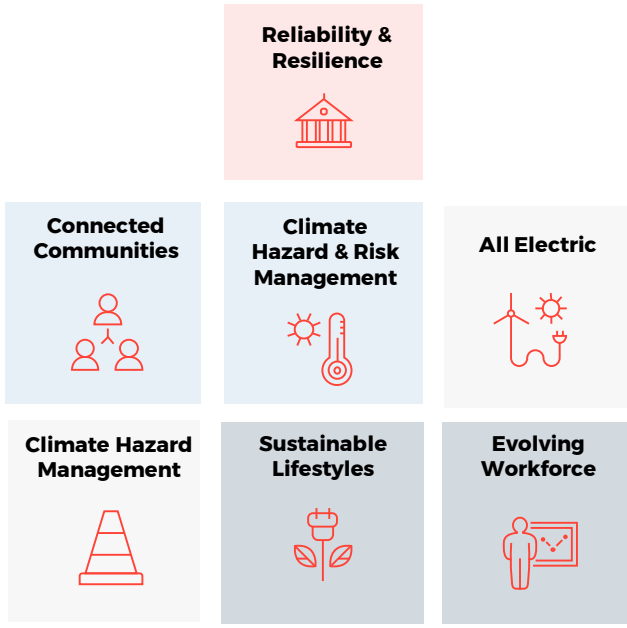 Reliability &
Resilience
Connected
Communities
Climate
Hazard & Risk
Management
All Electric
Climate Hazard
Management
Sustainable
Lifestyles
Evolving
Workforce